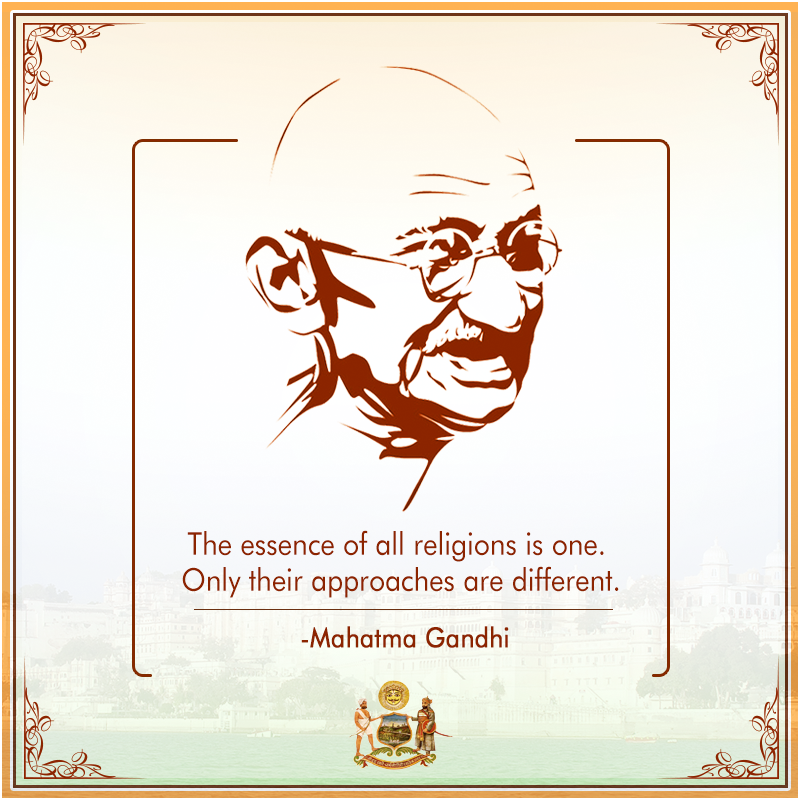 The essence of all religions is one.
Only their approaches are different.
-Mahatma Gandhi